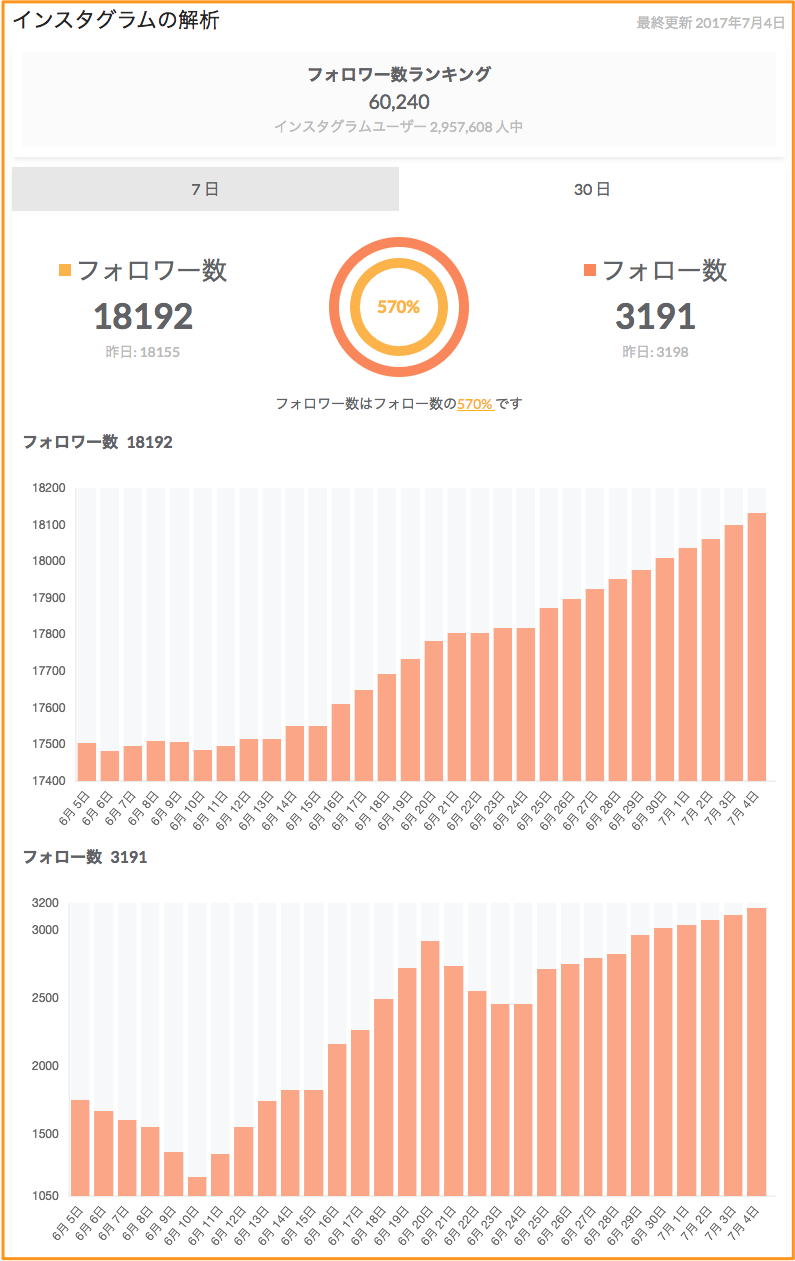 インスタグラムの解析
最終更新 2017年7月4日
フォロワー数ランキング
60,240
インスタグラムユーザー 2,957,608 人中
7 日
30 日
フォロワー数
18192
昨日: 18155
570%
フォロー数
3191
昨日: 3198
フォロワー数はフォロー数の570% です
フォロワー数 18192
18200
18100
18000
17900
17800
17700
17600
17500
17400
6月 5日 6月 6日 6月 7日 6月 8日 6月 9日 6月 10日 6月 11日 6月 12日 6月 13日 6月 14日 6月 15日 6月 16日 6月 17日 6月 18日 6月 19日 6月 20日 6月 21日 6月 22日 6月 23日 6月 24日 6月 25日 6月 26日 6月 27日 6月 28日 6月 29日 6月 30日 7月 1日 7月 2日 7月 3日 7月 4日
フォロー数 3191
3200
3000
2500
2000
1500
1050
6月 5日 6月 6日 6月 7日 6月 8日 6月 9日 6月 10日 6月 11日 6月 12日 6月 13日 6月 14日 6月 15日 6月 16日 6月 17日 6月 18日 6月 19日 6月 20日 6月 21日 6月 22日 6月 23日 6月 24日 6月 25日 6月 26日 6月 27日 6月 28日 6月 29日 6月 30日 7月 1日 7月 2日 7月 3日 7月 4日